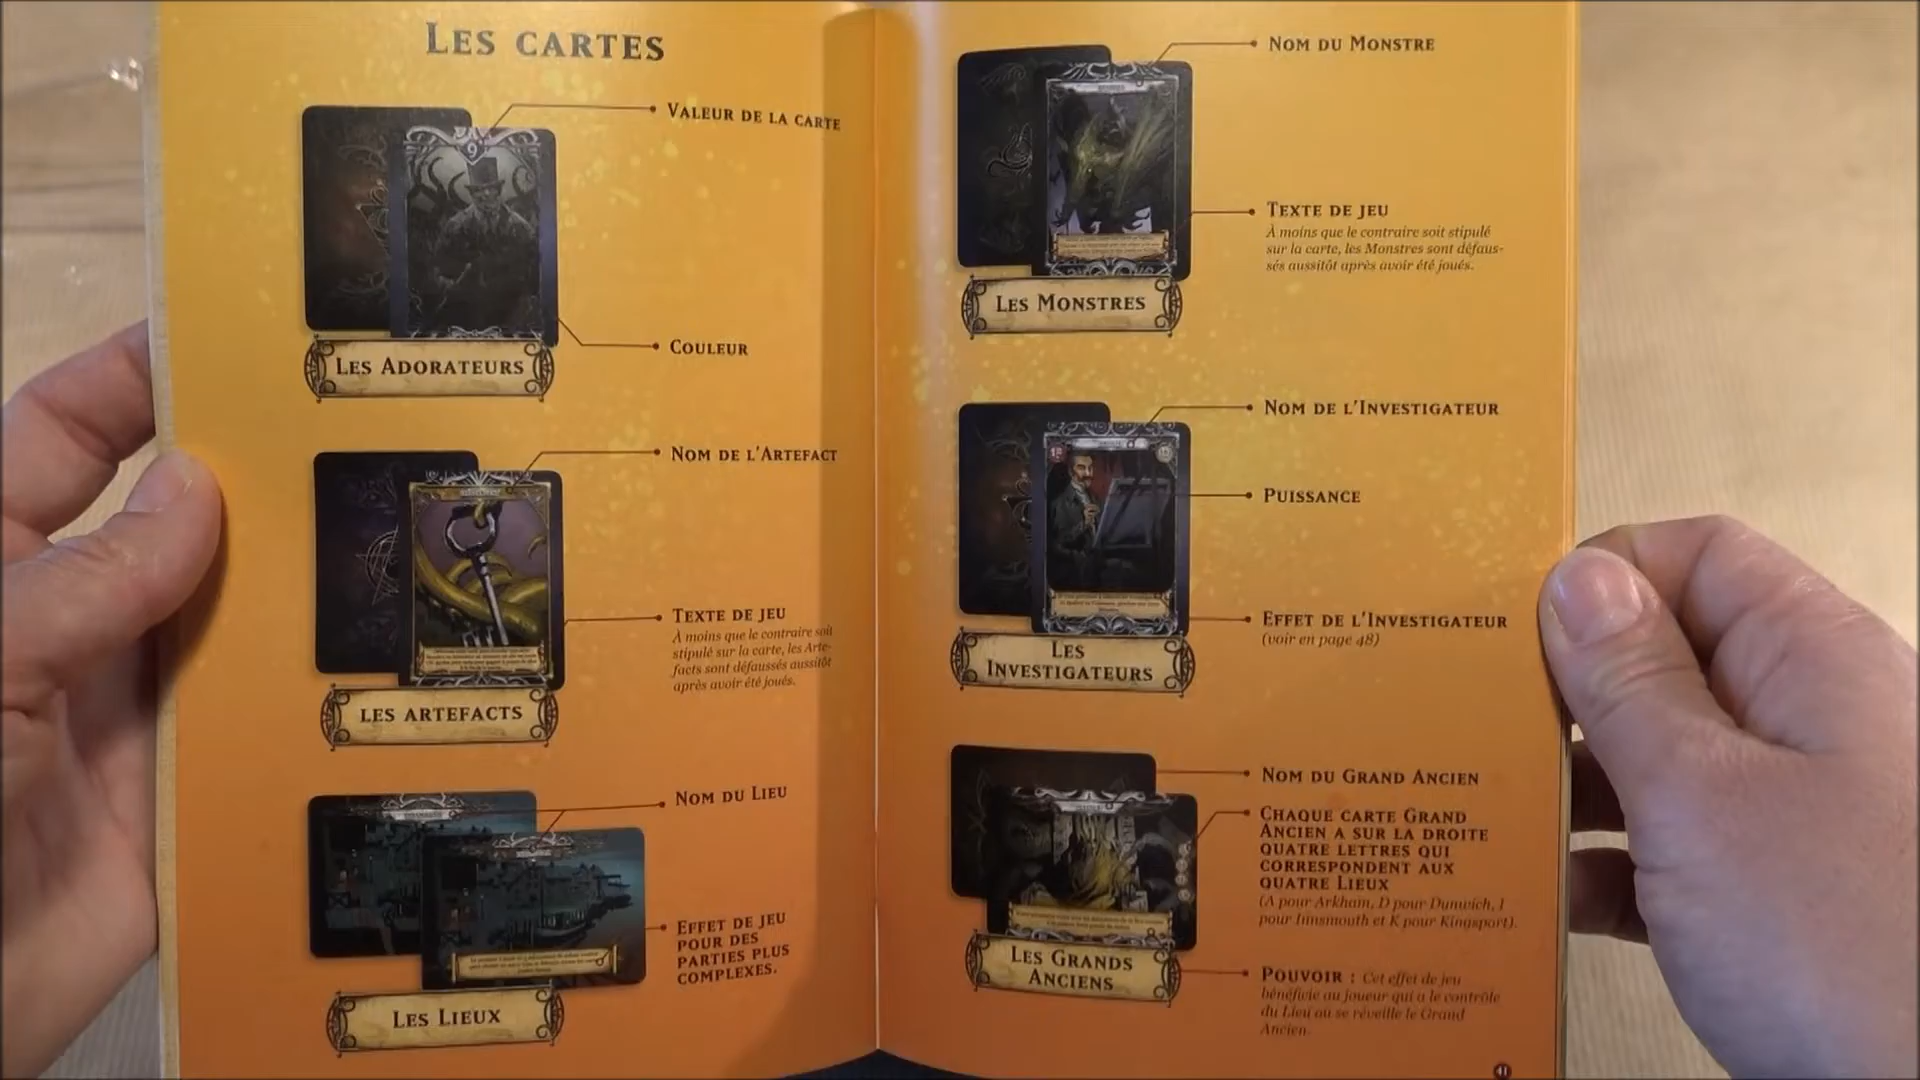 LES CARTES
VALEUR DE LA CARTE
9
COULEUR
LES ADORATEURS
NOM DE L'ARTEFACT
TEXTE DE JEU
À moins que le contraire soit
stipulé sur la carte, les Arte-
facts sont défaussés aussitôt
après avoir été joués.
LES ARTEFACTS
NOM DU LIEU
EFFET DE JEU
POUR DES
PARTIES PLUS
COMPLEXES.
LES LIEUX
NOM DU MONSTRE
TEXTE DE JEU
À moins que le contraire soit stipulé
sur la carte, les Monstres sont défaus-
sés aussitôt après avoir été joués.
LES MONSTRES
NOM DE L'INVESTIGATEUR
PUISSANCE
EFFET DE L'INVESTIGATEUR
(voir en page 48)
LES
INVESTIGATEURS
NOM DU GRAND ANCIEN
CHAQUE CARTE GRAND
ANCIEN A SUR LA DROITE
QUATRE LETTRES QUI
CORRESPONDENT AUX
QUATRE LIEUX
(A pour Arkham, D pour Dunwich, I
pour Innsmouth et K pour Kingsport).
LES GRANDS
ANCIENS
POUVOIR : Cet effet de jeu
bénéficie au joueur qui a le contrôle
du Lieu où se réveille le Grand
Ancien.
41